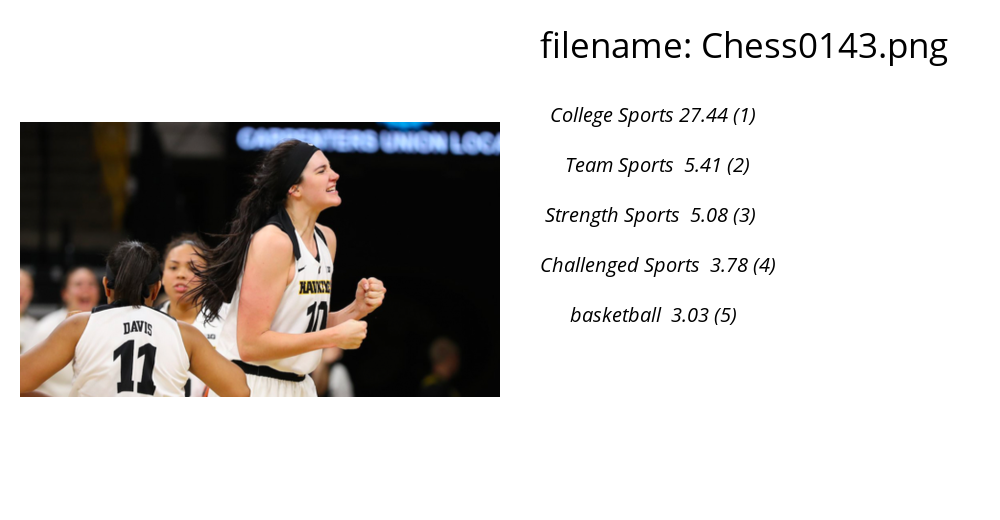 filename: Chess0143.png
College Sports 27.44 (1)
Team Sports 5.41 (2)
Strength Sports 5.08 (3)
Challenged Sports 3.78 (4)
basketball 3.03 (5)
CARPENTERS UNION LOCA
HAWKEYES
10
DAVIS
11